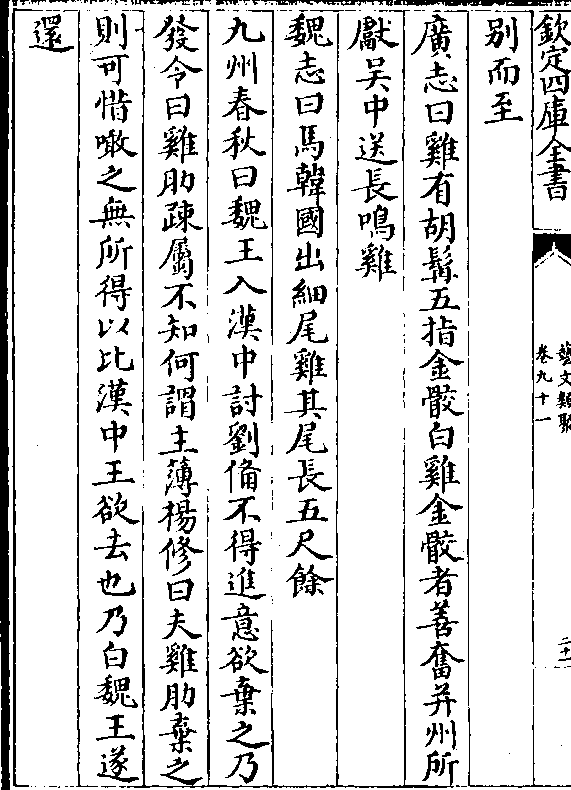 欽定四庫全書
藝文類聚
卷九十一
二十一
别而至
廣志曰雞有胡髯五指金骹白雞金骹者善奮并州所
獻吴中送長鳴雞
魏志曰馬韓國出細尾雞其尾長五尺餘
九州春秋曰魏王入漢中討劉備不得進意欲棄之乃
發令曰雞肋疎屬不知何謂主薄楊修曰夫雞肋棄之
則可惜噉之無所得以比漢中王欲去也乃白魏王遂
還